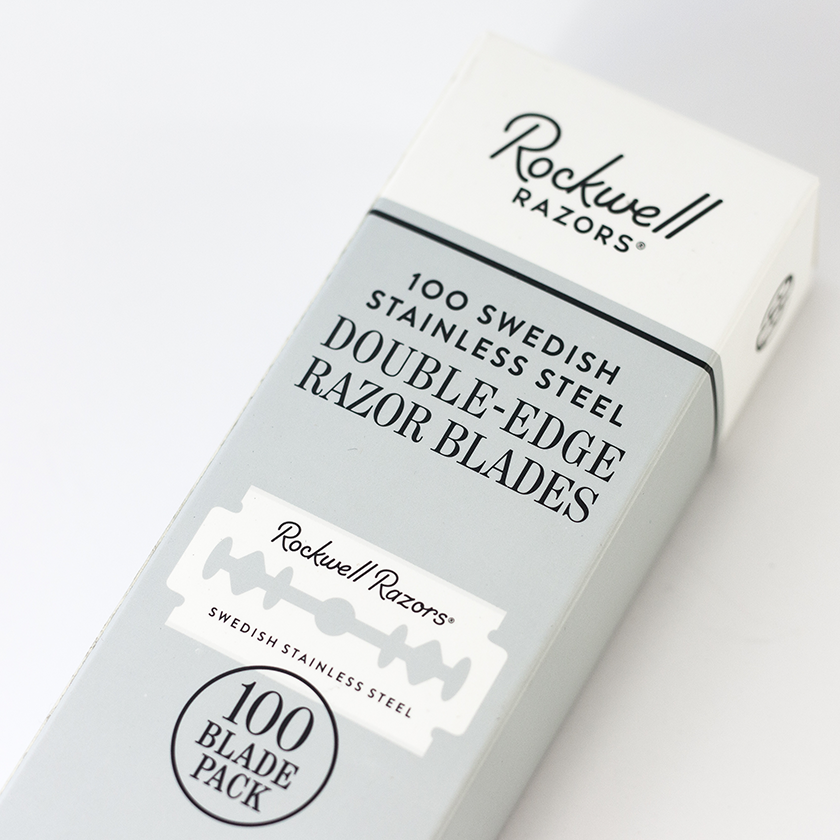 Rockwell
RAZORS®
100 SWEDISH
STAINLESS STEEL
DOUBLE-EDGE
RAZOR BLADES
Rockwell Razors®
SWEDISH STAINLESS STEEL
100
BLADE
PACK